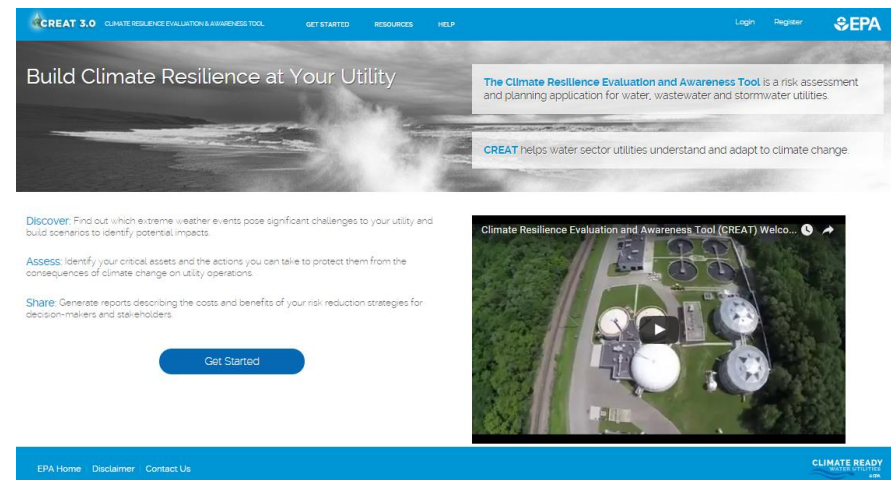 CREAT 3.0 CLIMATE RESILIENCE EVALUATION & AWARENESS TOOL GET STARTED RESOURCES HELP Login Register EPA
Build Climate Resilience at Your Utility
The Climate Resilience Evaluation and Awareness Tool is a risk assessment
and planning application for water, wastewater and stormwater utilities.
CREAT helps water sector utilities understand and adapt to climate change.
Discover: Find out which extreme weather events pose significant challenges to your utility and
build scenarios to identify potential impacts.
Assess: Identify your critical assets and the actions you can take to protect them from the
consequences of climate change on utility operations.
Share: Generate reports describing the costs and benefits of your risk reduction strategies for
decision-makers and stakeholders.
Get Started
Climate Resilience Evaluation and Awareness Tool (CREAT) Welco...
EPA Home Disclaimer Contact Us
CLIMATE READY
WATER UTILITIES
EPA